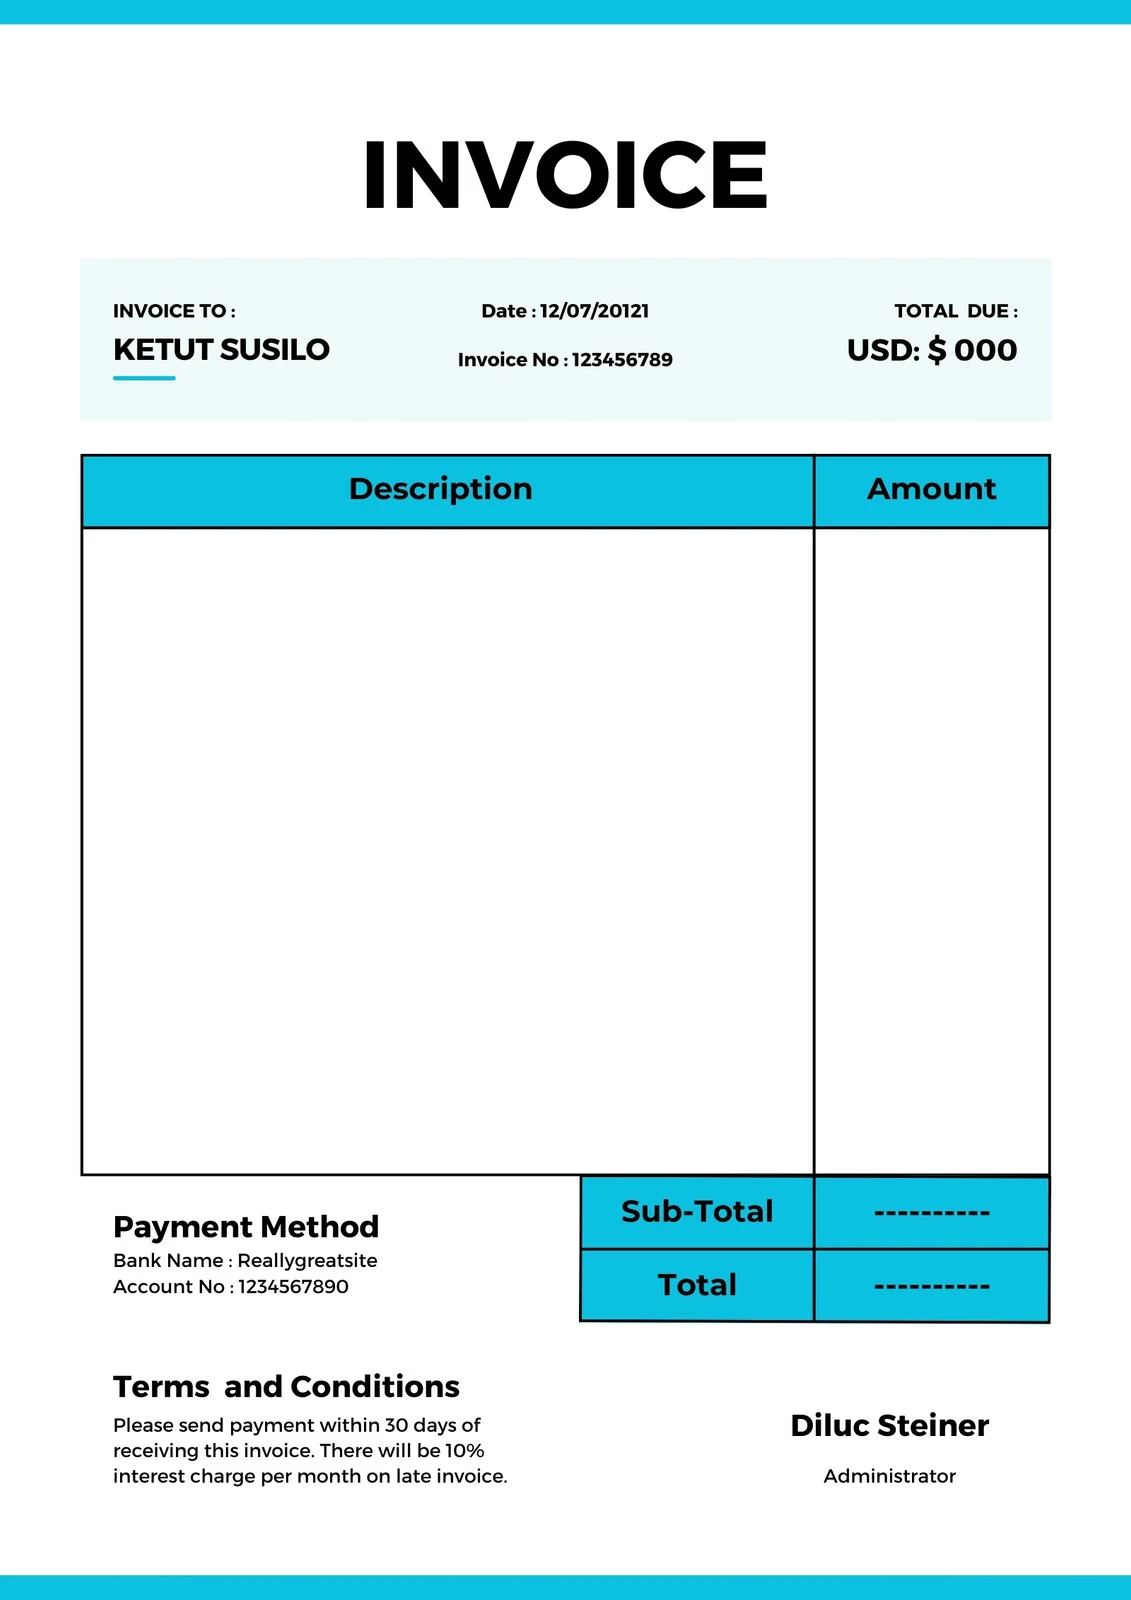 INVOICE
INVOICE TO :
KETUT SUSILO
Date : 12/07/20121
Invoice No : 123456789
TOTAL  DUE :
USD: $ 000
Description
Amount
Sub-Total
----------
Total
----------
Payment Method
Bank Name : Reallygreatsite
Account No : 1234567890
Terms  and Conditions
Please send payment within 30 days of
receiving this invoice. There will be 10%
interest charge per month on late invoice.
Diluc Steiner
Administrator